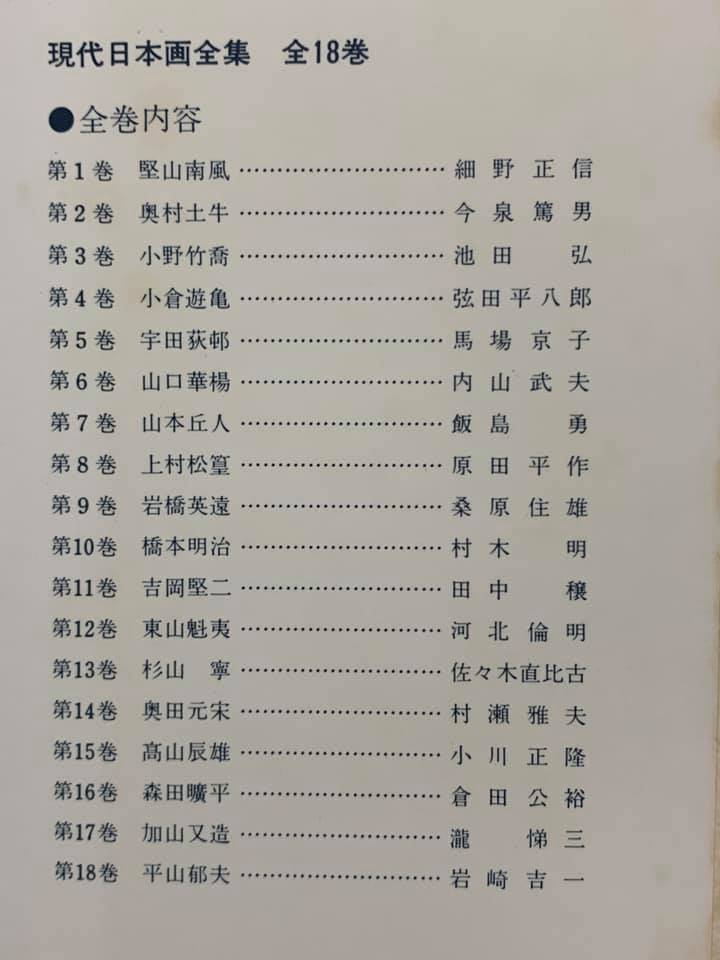 現代日本画全集　全18巻
●全巻内容
第1巻　堅山南風…………………………細野正信
第2巻　奥村土牛…………………………今泉篤男
第3巻　小野竹喬…………………………池田　弘
第4巻　小倉遊亀…………………………弦田平八郎
第5巻　宇田荻邨…………………………馬場京子
第6巻　山口華楊…………………………内山武夫
第7巻　山本丘人…………………………飯島　勇
第8巻　上村松篁…………………………原田平作
第9巻　岩橋英遠…………………………桑原住雄
第10巻　橋本明治…………………………村木　明
第11巻　吉岡堅二…………………………田中　穣
第12巻　東山魁夷…………………………河北倫明
第13巻　杉山　寧…………………………佐々木直比古
第14巻　奥田元宋…………………………村瀬雅夫
第15巻　髙山辰雄…………………………小川正隆
第16巻　森田曠平…………………………倉田公裕
第17巻　加山又造…………………………瀧　悌三
第18巻　平山郁夫…………………………岩崎吉一